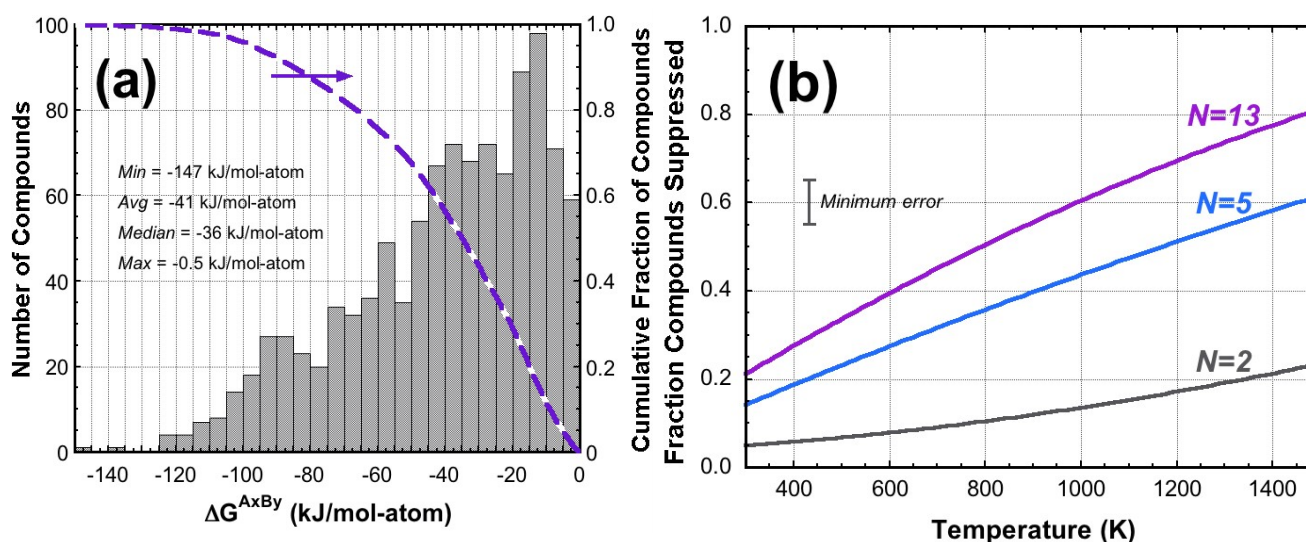 (a)
Number of Compounds
100
80
60
40
20
0
Min = -147 kJ/mol-atom
Avg = -41 kJ/mol-atom
Median = -36 kJ/mol-atom
Max = -0.5 kJ/mol-atom
-140 -120 -100 -80 -60 -40 -20 0
ΔG^AxBy (kJ/mol-atom)
1.0
0.8
0.6
0.4
0.2
0
Cumulative Fraction of Compounds
Fraction Compounds Suppressed
(b)
1.0
0.8
0.6
0.4
0.2
0.0
Minimum error
N=13
N=5
N=2
400 600 800 1000 1200 1400
Temperature (K)